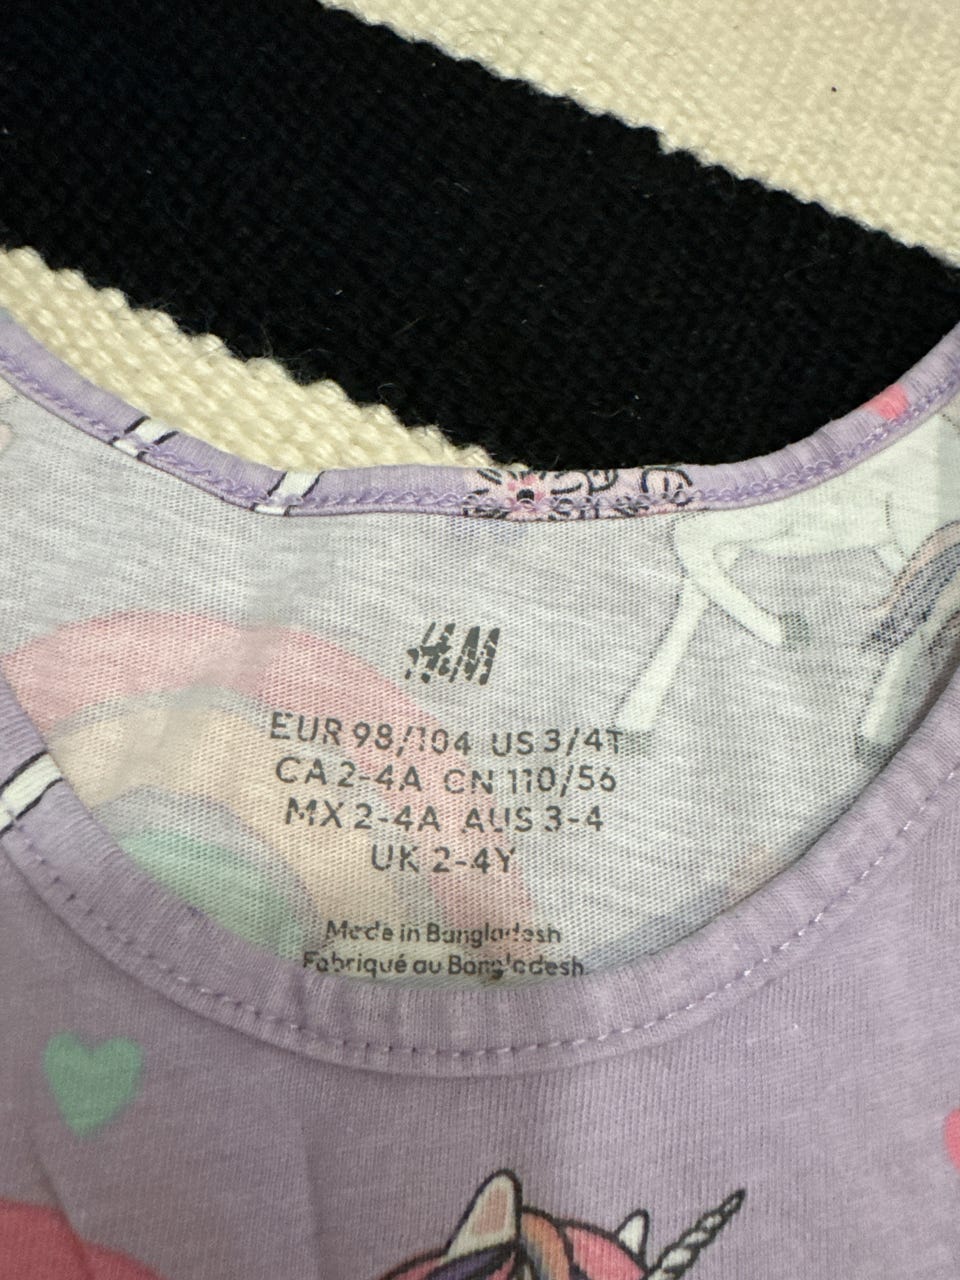 H&M
EUR 98/104 US 3/4T
CA 2-4A CN 110/56
MX 2-4A AUS 3-4
UK 2-4Y
Made in Bangladesh
Fabriqué au Bangladesh